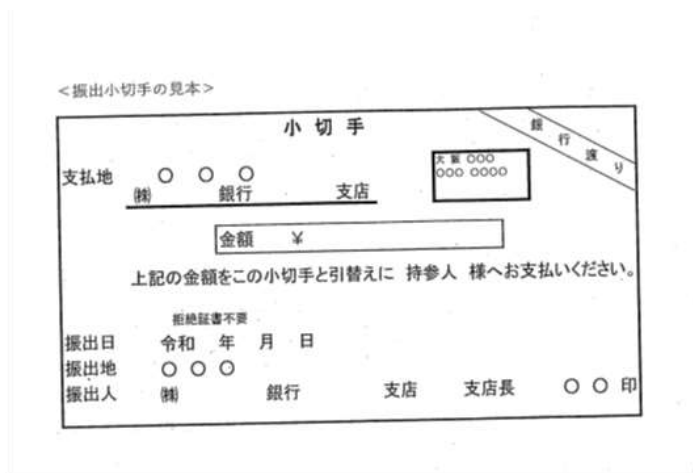 <振出小切手の見本>
小切手
銀行渡り
支払地 ○ ○ ○
大阪 ○○○
○○○ ○○○○
㈱ 銀行 支店
金額 ¥
上記の金額をこの小切手と引替えに 持参人 様へお支払いください。
拒絶証書不要
振出日 令和 年 月 日
振出地 ○ ○ ○
振出人 ㈱ 銀行 支店 支店長 ○ ○ 印